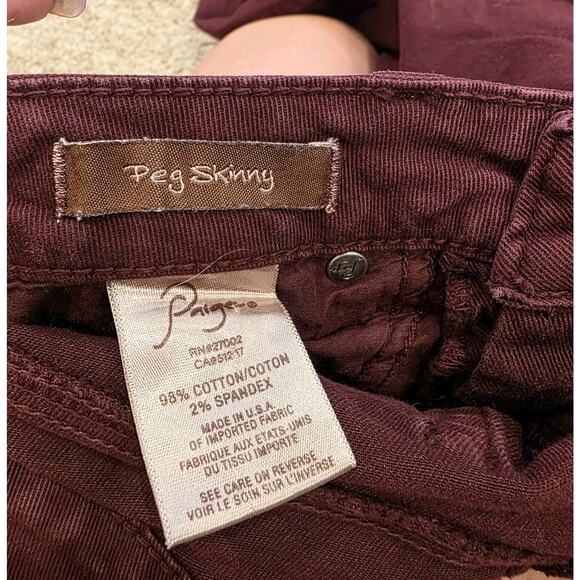 Peg Skinny
Paige®
RN#27002
CA#51217
98% COTTON/COTON
2% SPANDEX
MADE IN U.S.A.
OF IMPORTED FABRIC
FABRIQUE AUX ETATS-UNIS
DU TISSU IMPORTE
SEE CARE ON REVERSE
VOIR LE SOIN SUR L'INVERSE